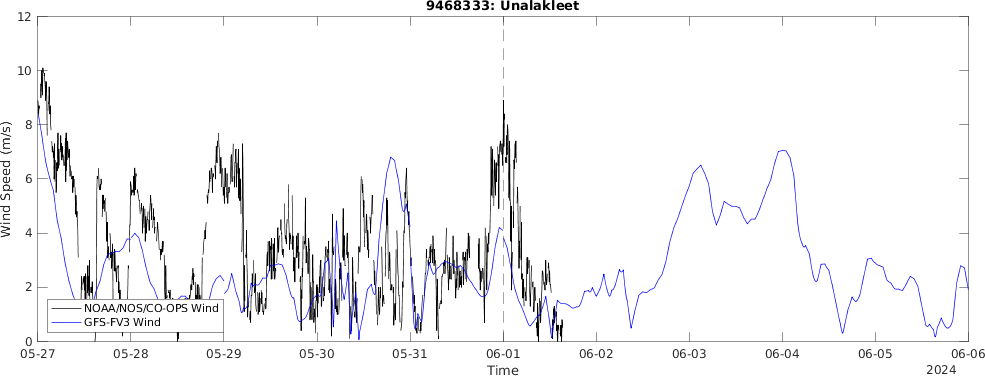 9468333: Unalakleet
12
10
8
6
4
2
0
Wind Speed (m/s)
NOAA/NOS/CO-OPS Wind
GFS-FV3 Wind
05-27 05-28 05-29 05-30 05-31 06-01 06-02 06-03 06-04 06-05 06-06
Time
2024